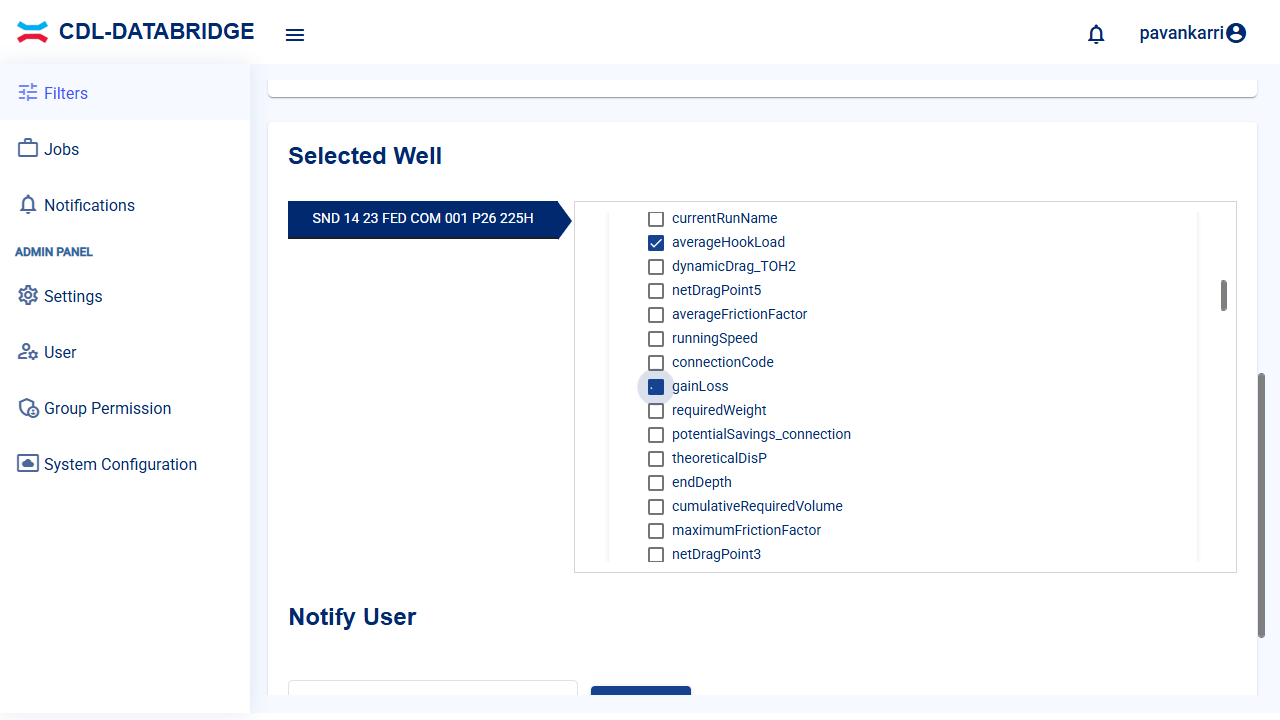 CDL-DATABRIDGE
pavankarri
Filters
Jobs
Notifications
ADMIN PANEL
Settings
User
Group Permission
System Configuration
Selected Well
SND 14 23 FED COM 001 P26 225H
currentRunName
averageHookLoad
dynamicDrag_TOH2
netDragPoint5
averageFrictionFactor
runningSpeed
connectionCode
gainLoss
requiredWeight
potentialSavings_connection
theoreticalDisP
endDepth
cumulativeRequiredVolume
maximumFrictionFactor
netDragPoint3
Notify User